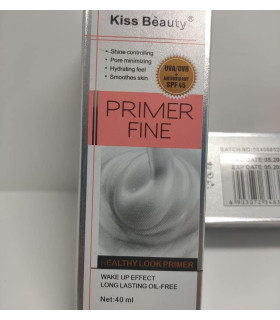 Kiss Beauty®
• Shine controlling
• Pore minimizing
• Hydrating feel
• Smoothes skin
UVA/UVB
+
ANTIOXIDANT
SPF 45
PRIMER
FINE
HEALTHY LOOK PRIMER
WAKE UP EFFECT
LONG LASTING OIL-FREE
Net:40 ml